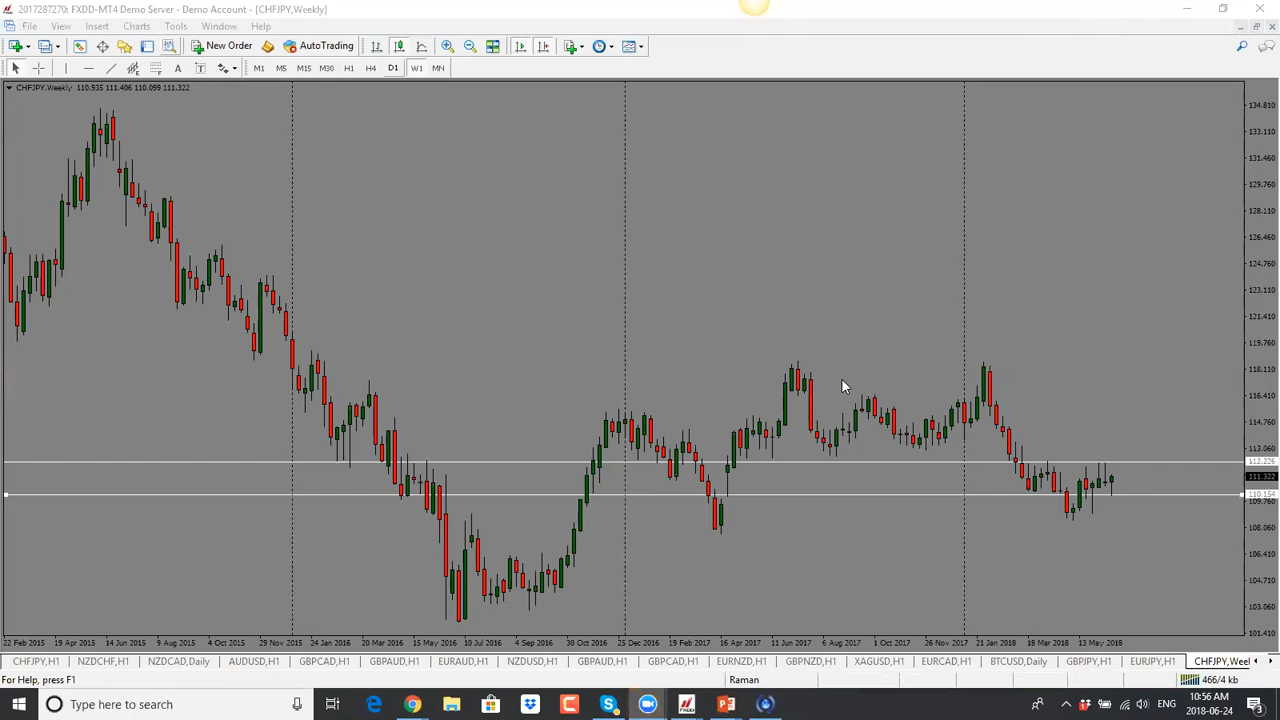 2017287270: FXDD-MT4 Demo Server - Demo Account - [CHFJPY,Weekly]
File View Insert Charts Tools Window Help
New Order AutoTrading
A T M1 M5 M15 M30 H1 H4 D1 W1 MN
CHFJPY,Weekly 110.935 111.406 110.099 111.322
134.810
133.110
131.460
129.760
128.110
126.460
124.760
123.110
121.410
119.760
118.110
116.410
114.760
113.060
112.226
111.322
110.154
109.760
108.060
106.410
104.710
103.060
101.410
22 Feb 2015 19 Apr 2015 14 Jun 2015 9 Aug 2015 4 Oct 2015 29 Nov 2015 24 Jan 2016 20 Mar 2016 15 May 2016 10 Jul 2016 4 Sep 2016 30 Oct 2016 25 Dec 2016 19 Feb 2017 16 Apr 2017 11 Jun 2017 6 Aug 2017 1 Oct 2017 26 Nov 2017 21 Jan 2018 18 Mar 2018 13 May 2018
CHFJPY,H1 NZDCHF,H1 NZDCAD,Daily AUDUSD,H1 GBPCAD,H1 GBPAUD,H1 EURAUD,H1 NZDUSD,H1 GBPAUD,H1 GBPCAD,H1 EURNZD,H1 GBPNZD,H1 XAGUSD,H1 EURCAD,H1 BTCUSD,Daily GBPJPY,H1 EURJPY,H1 CHFJPY,Weel
For Help, press F1 Raman 466/4 kb
Type here to search ENG 10:56 AM
2018-06-24 3